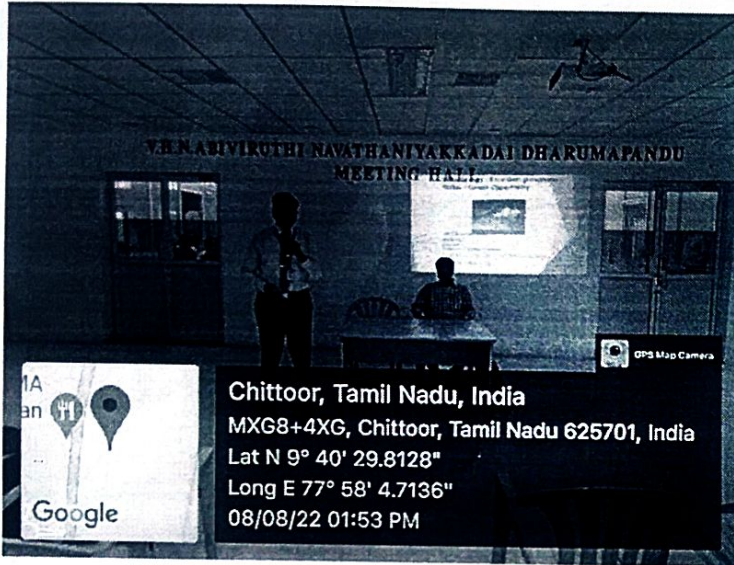 V.H.N.ABIVIRUTHI NAVATHANIYAKKADAI DHARUMAPANDU
MEETING HALL
GPS Map Camera
Google
Chittoor, Tamil Nadu, India
MXG8+4XG, Chittoor, Tamil Nadu 625701, India
Lat N 9° 40' 29.8128"
Long E 77° 58' 4.7136"
08/08/22 01:53 PM